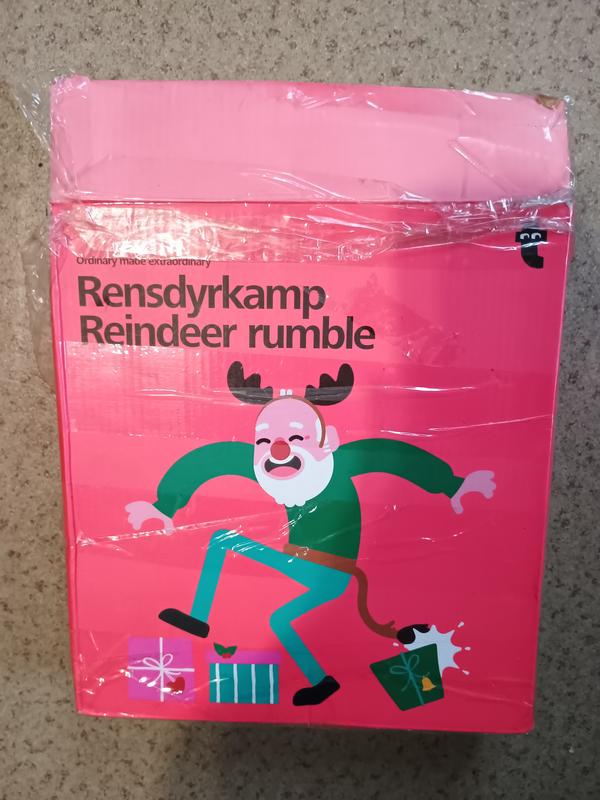 Ordinary made extraordinary
Rensdyrkamp
Reindeer rumble